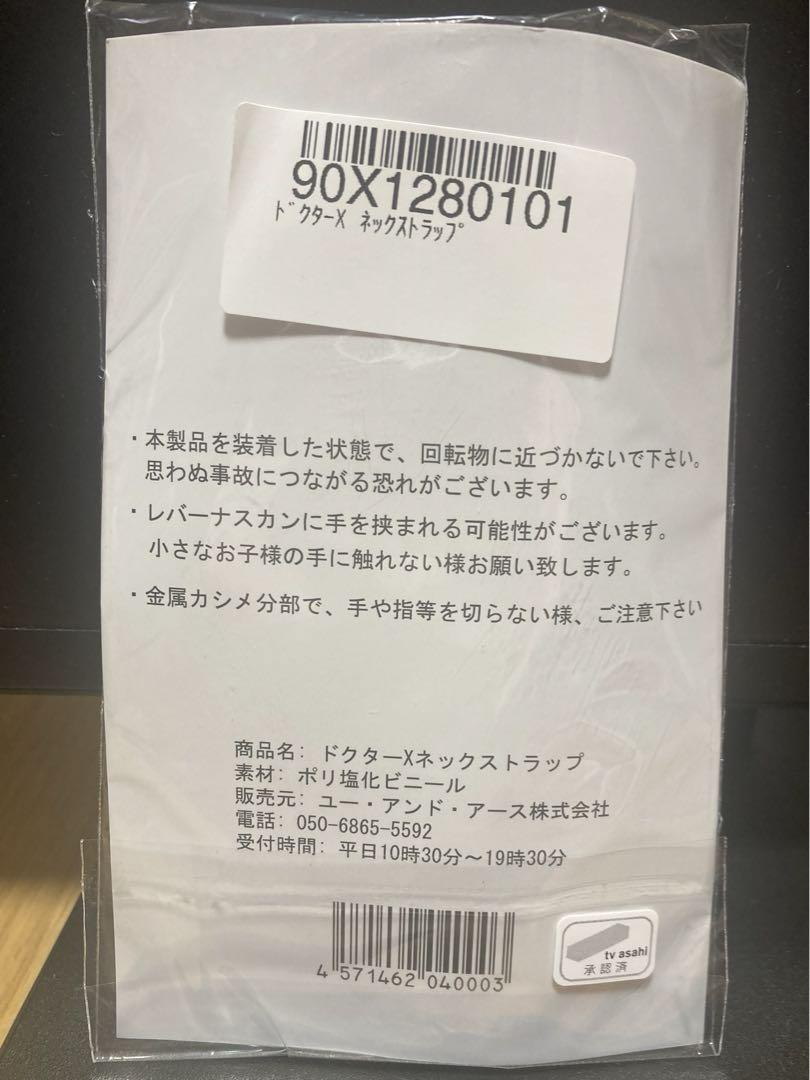 90X1280101
ﾄﾞｸﾀｰX ﾈｯｸｽﾄﾗｯﾌﾟ
・本製品を装着した状態で、回転物に近づかないで下さい。
思わぬ事故につながる恐れがございます。
・レバーナスカンに手を挟まれる可能性がございます。
小さなお子様の手に触れない様お願い致します。
・金属カシメ分部で、手や指等を切らない様、ご注意下さい
商品名: ドクターXネックストラップ
素材: ポリ塩化ビニール
販売元: ユー・アンド・アース株式会社
電話: 050-6865-5592
受付時間: 平日10時30分～19時30分
4 571462 040003
tv asahi
承認済